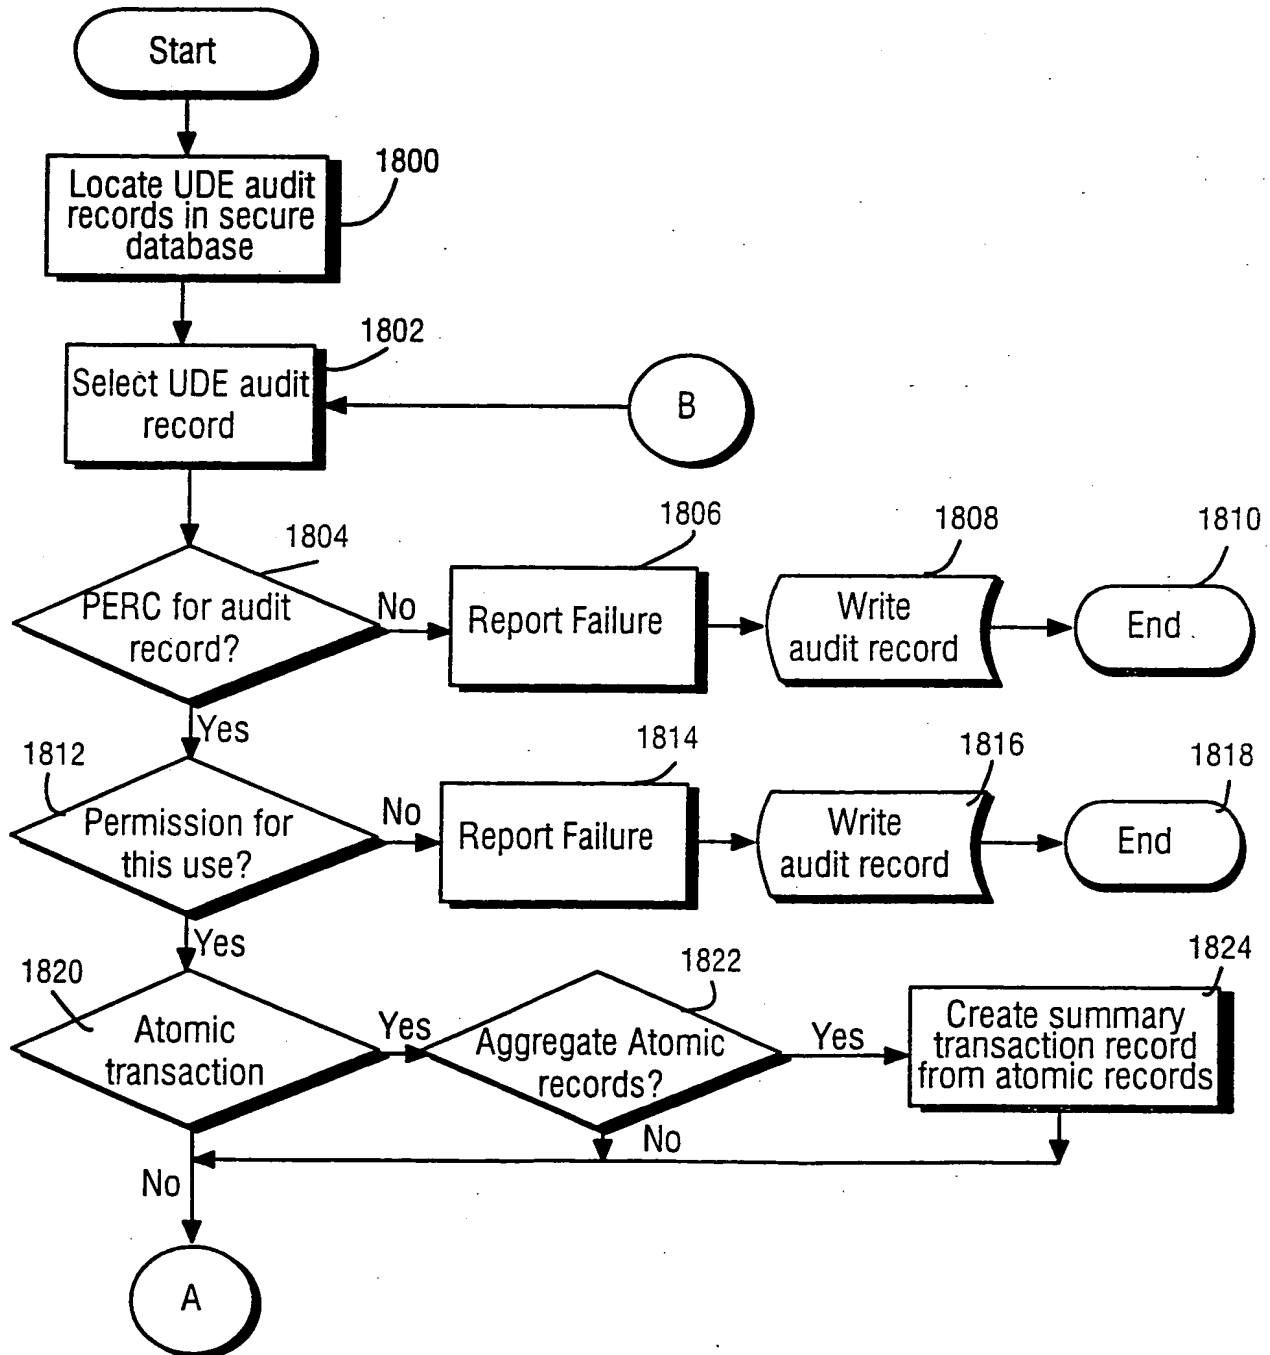 Start
1800
Locate UDE audit
records in secure
database
1802
Select UDE audit
record
B
1804
PERC for audit
record?
No
1806
Report Failure
1808
Write
audit record
1810
End
Yes
1812
Permission for
this use?
No
1814
Report Failure
1816
Write
audit record
1818
End
Yes
1820
Atomic
transaction
Yes
1822
Aggregate Atomic
records?
Yes
1824
Create summary
transaction record
from atomic records
No
No
A